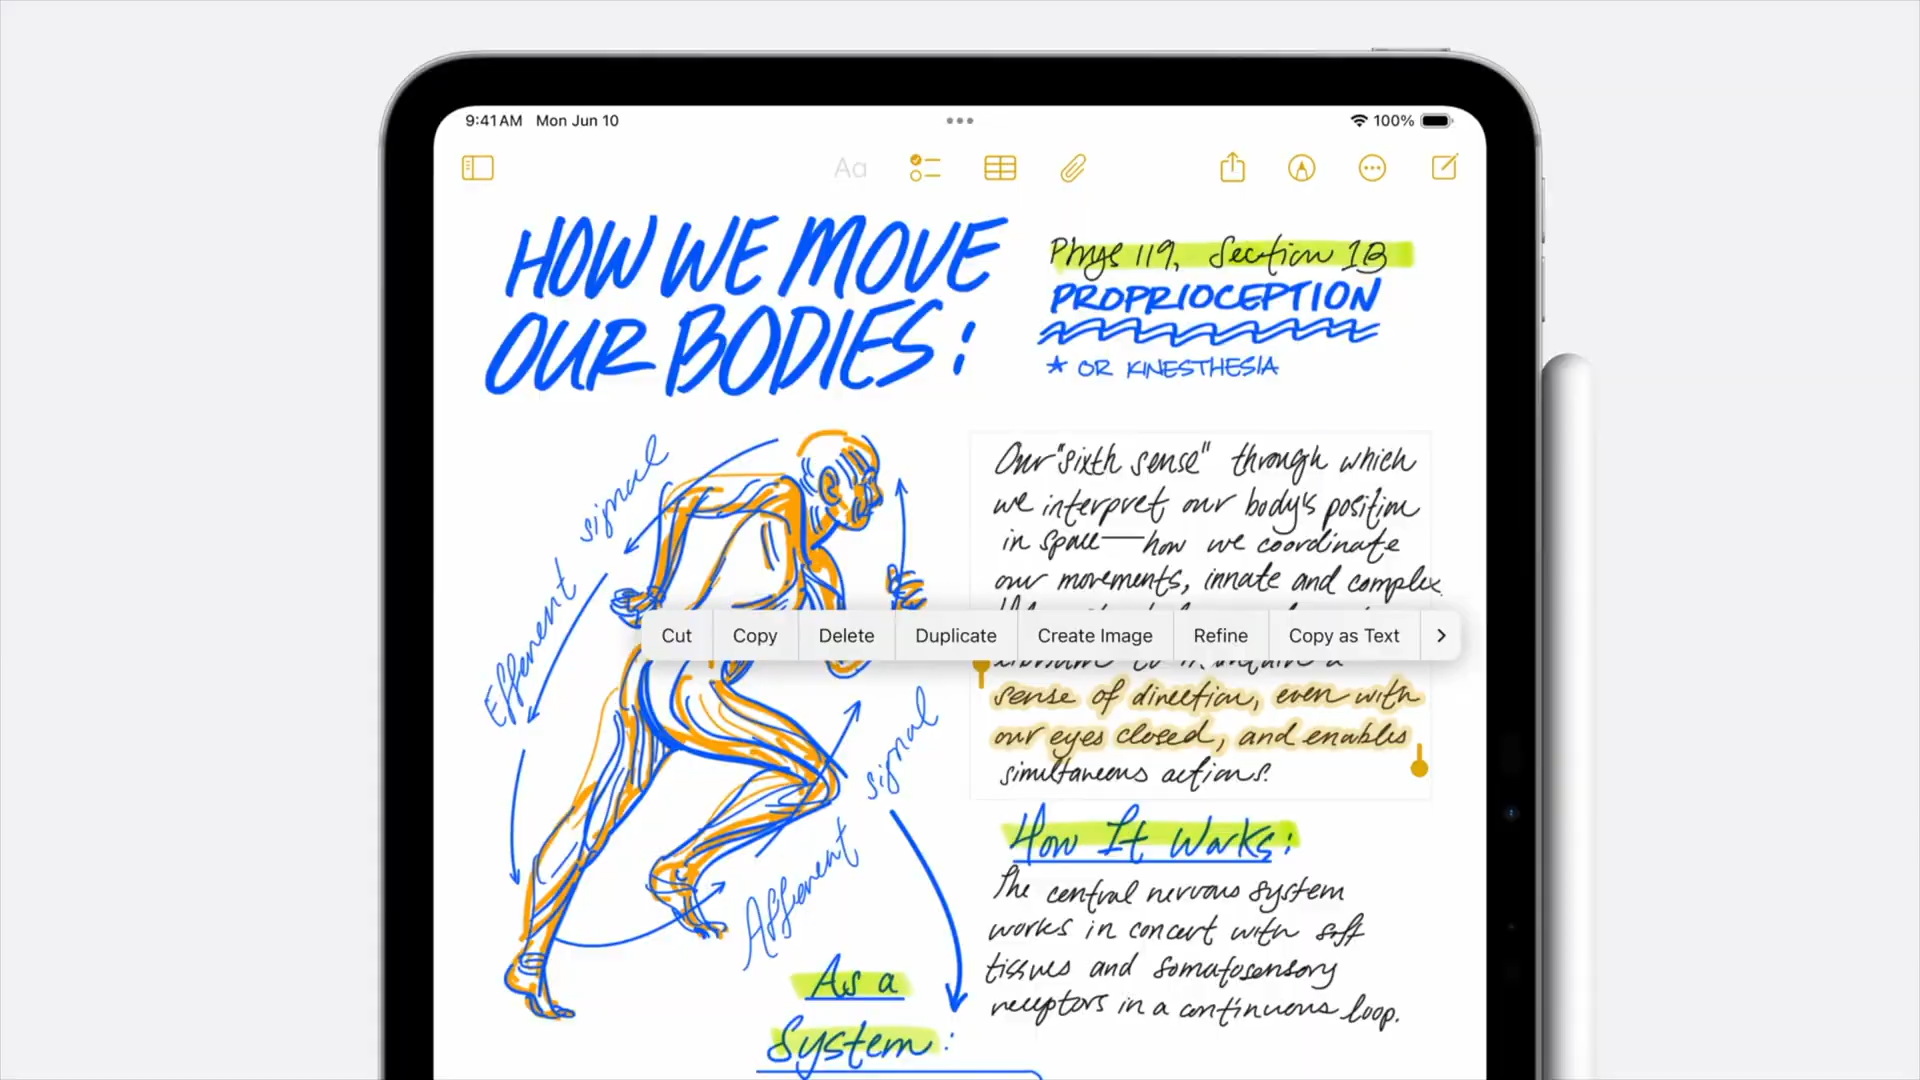 9:41 AM Mon Jun 10
100%
Aa
HOW WE MOVE
OUR BODIES:
Phys 119, Section 1B
PROPRIOCEPTION
* OR KINESTHESIA
Efferent signal
Our "sixth sense" through which
we interpret our body's position
in space—how we coordinate
our movements, innate and complex.
Cut Copy Delete Duplicate Create Image Refine Copy as Text
sense of direction, even with
our eyes closed, and enables
simultaneous actions.
Afferent signal
How It Works:
The central nervous system
works in concert with soft
tissues and somatosensory
receptors in a continuous loop.
As a
System: